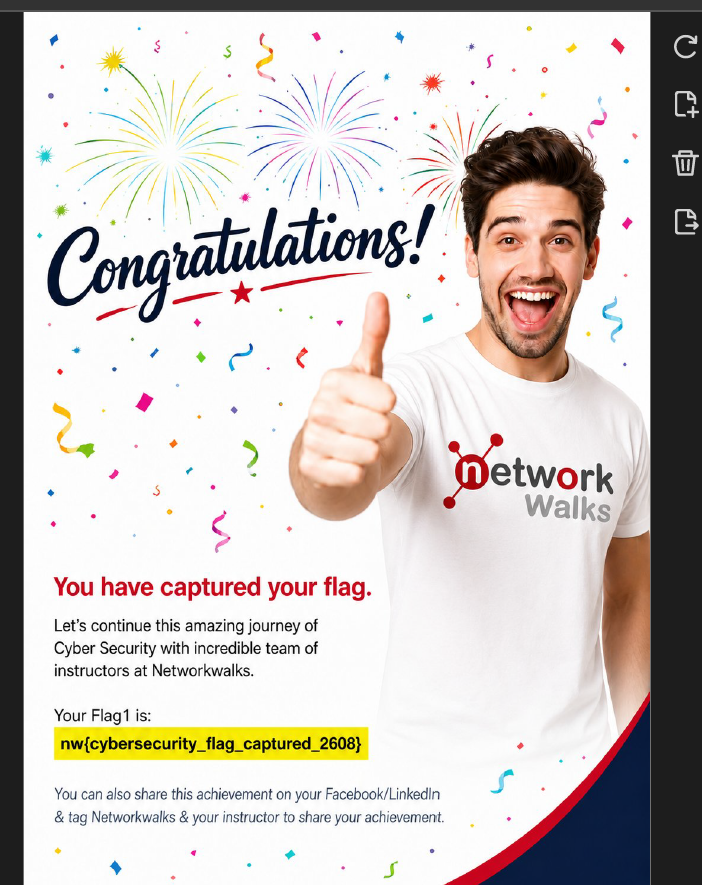 Congratulations!
network
Walks
You have captured your flag.
Let's continue this amazing journey of
Cyber Security with incredible team of
instructors at Networkwalks.
Your Flag1 is:
nw{cybersecurity_flag_captured_2608}
You can also share this achievement on your Facebook/LinkedIn
& tag Networkwalks & your instructor to share your achievement.